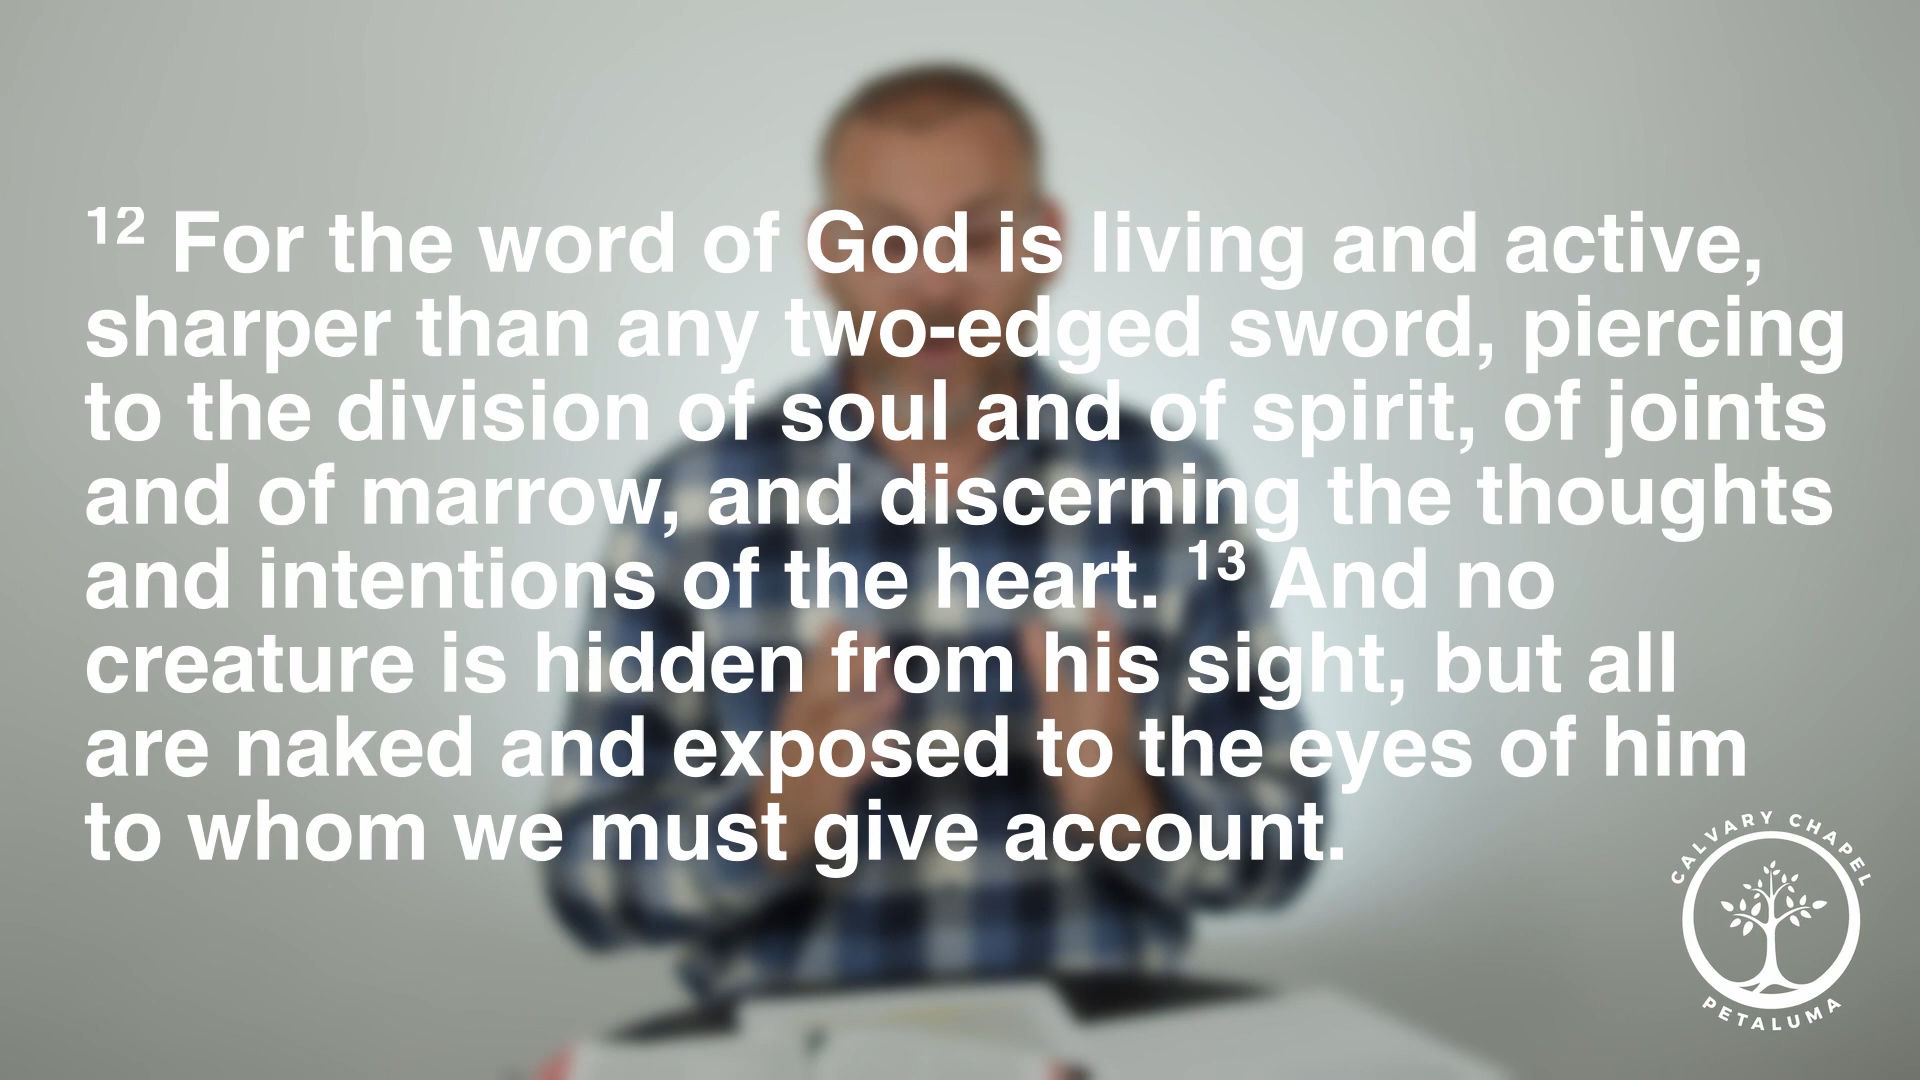 12 For the word of God is living and active,
sharper than any two-edged sword, piercing
to the division of soul and of spirit, of joints
and of marrow, and discerning the thoughts
and intentions of the heart. 13 And no
creature is hidden from his sight, but all
are naked and exposed to the eyes of him
to whom we must give account.
CALVARY CHAPEL
PETALUMA